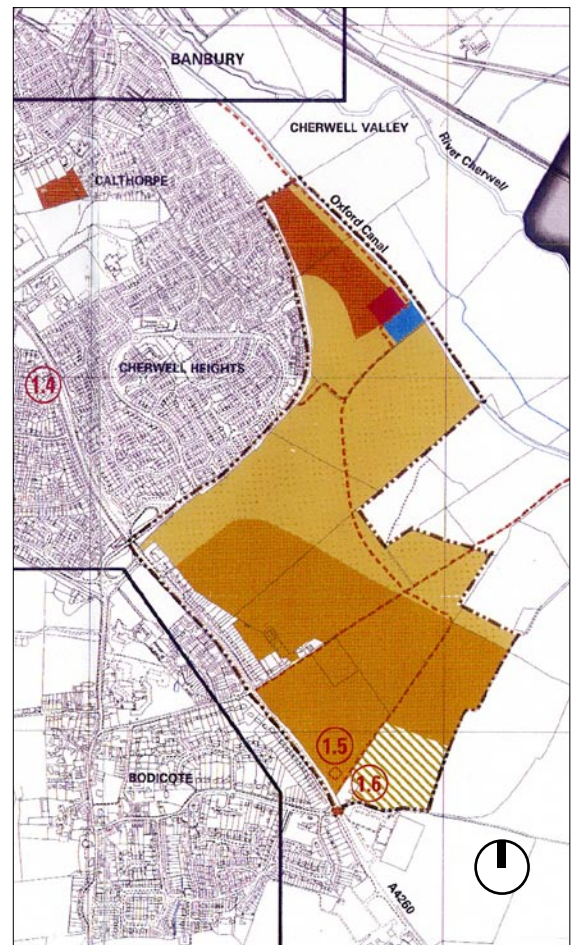 BANBURY
CHERWELL VALLEY
River Cherwell
CALTHORPE
Oxford Canal
CHERWELL HEIGHTS
1.4
1.5
1.6
BODICOTE
A4260